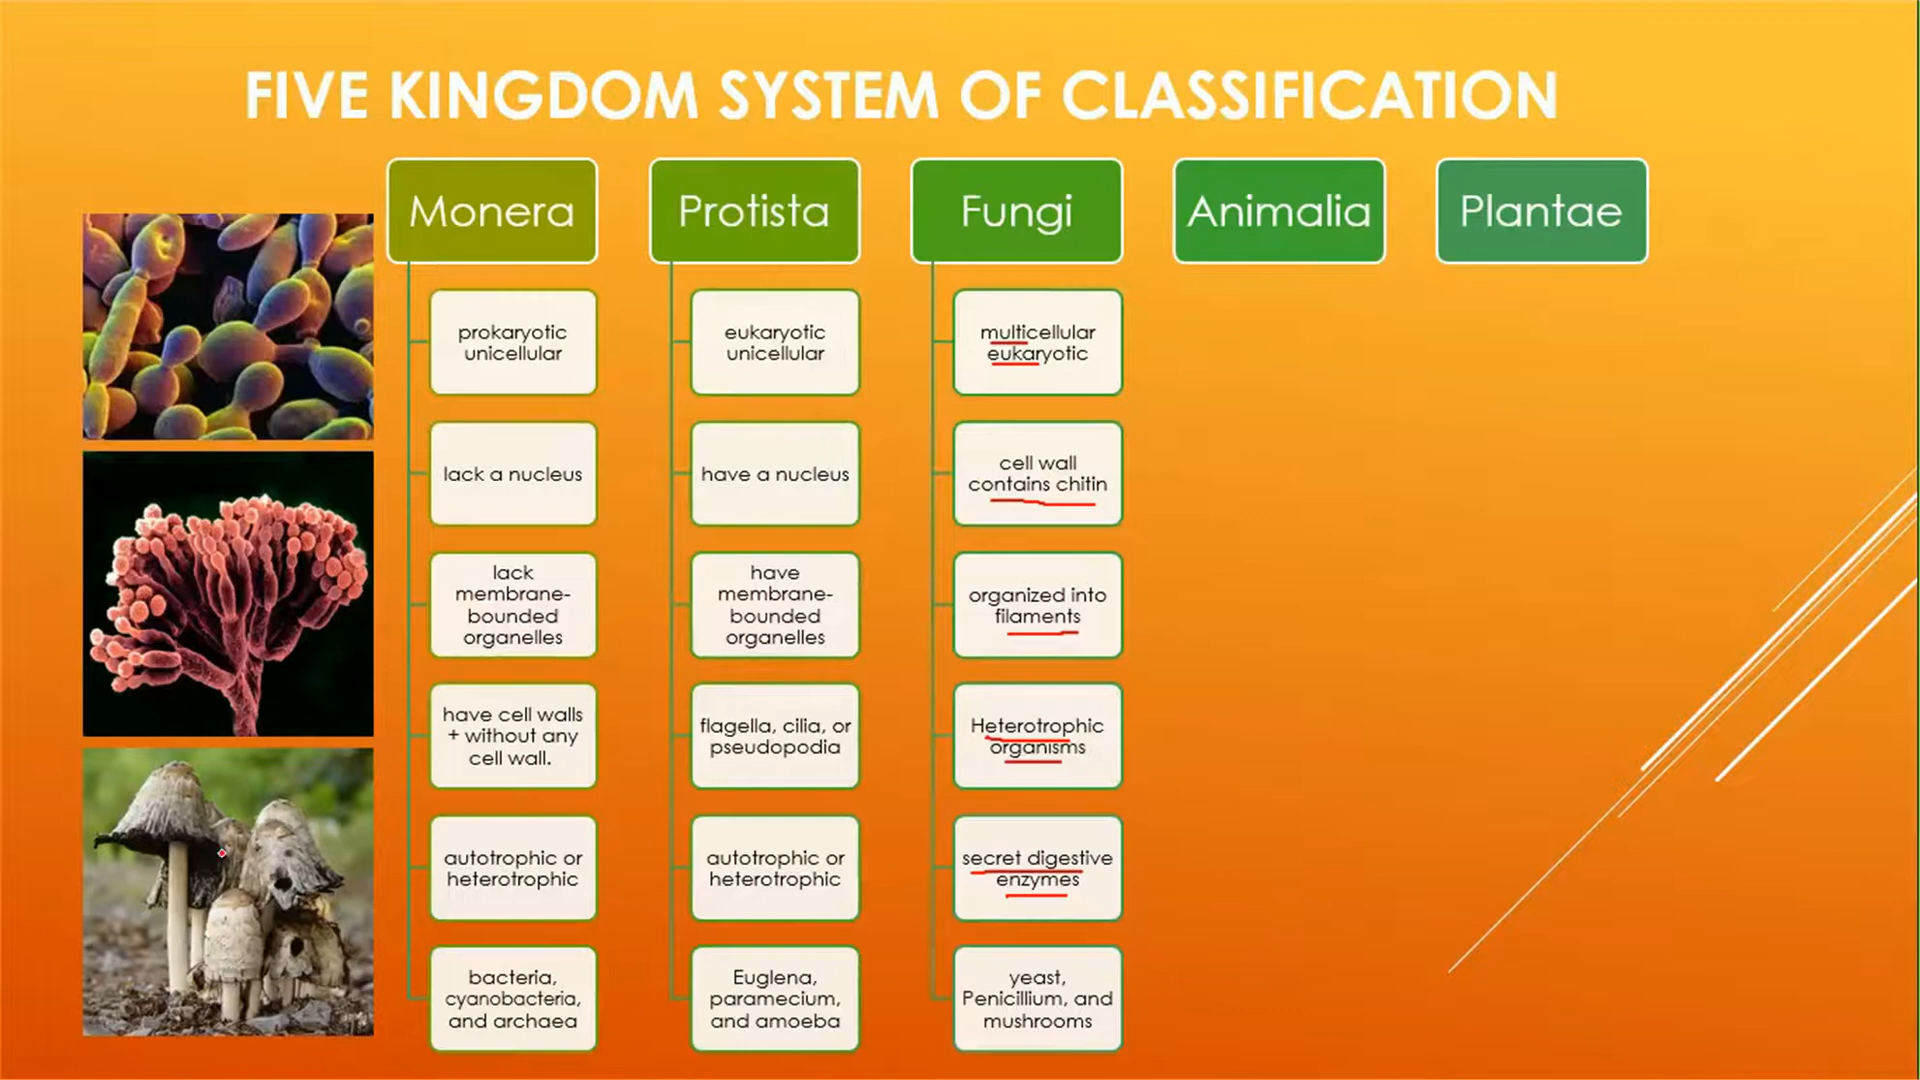 FIVE KINGDOM SYSTEM OF CLASSIFICATION
Monera
prokaryotic
unicellular
lack a nucleus
lack
membrane-
bounded
organelles
have cell walls
+ without any
cell wall.
autotrophic or
heterotrophic
bacteria,
cyanobacteria,
and archaea
Protista
eukaryotic
unicellular
have a nucleus
have
membrane-
bounded
organelles
flagella, cilia, or
pseudopodia
autotrophic or
heterotrophic
Euglena,
paramecium,
and amoeba
Fungi
multicellular
eukaryotic
cell wall
contains chitin
organized into
filaments
Heterotrophic
organisms
secret digestive
enzymes
yeast,
Penicillium, and
mushrooms
Animalia
Plantae